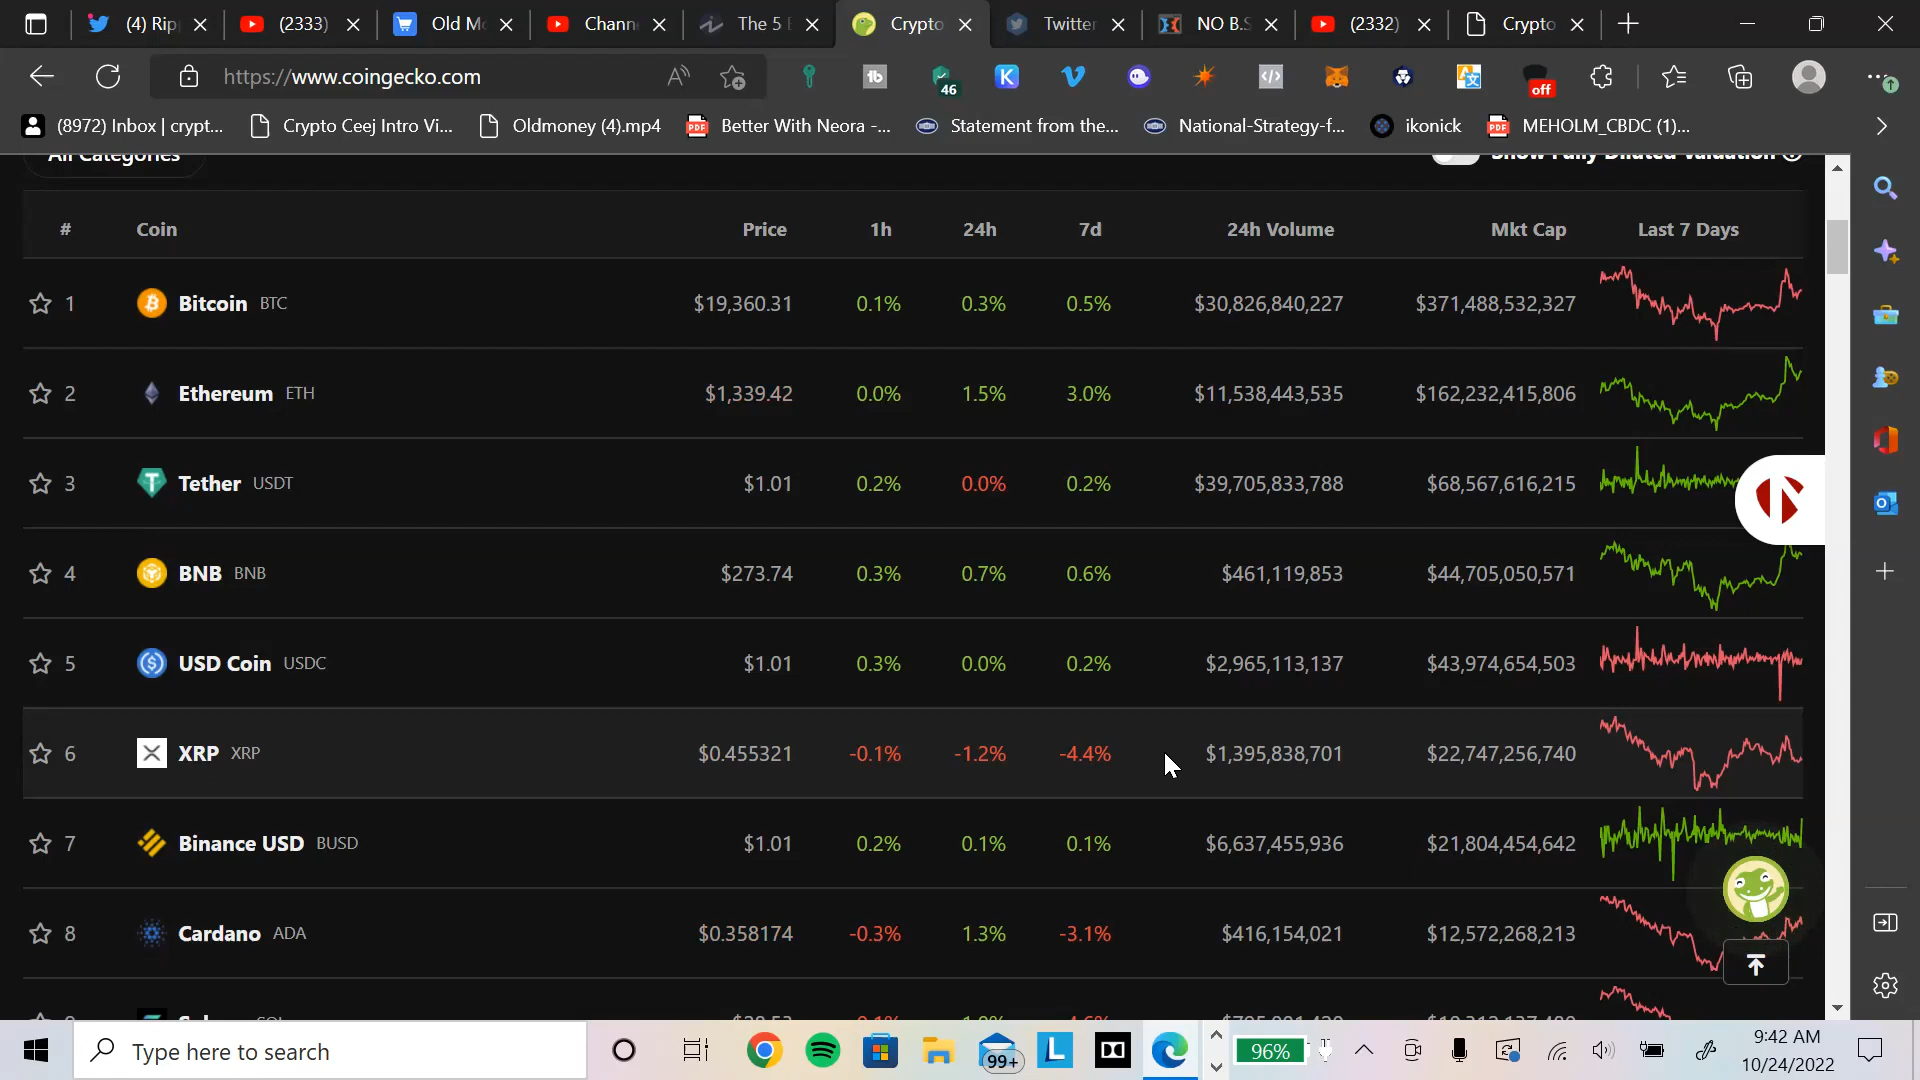 (4) Rip
(2333)
Old Mo
Chann
The 5 E
Crypto
Twitter
NO B.S
(2332)
Crypto
https://www.coingecko.com
46
off
(8972) Inbox | crypt...
Crypto Ceej Intro Vi...
Oldmoney (4).mp4
Better With Neora -...
Statement from the...
National-Strategy-f...
ikonick
MEHOLM_CBDC (1)...
All Categories
Show Fully Diluted Valuation
# Coin Price 1h 24h 7d 24h Volume Mkt Cap Last 7 Days
1 Bitcoin BTC $19,360.31 0.1% 0.3% 0.5% $30,826,840,227 $371,488,532,327
2 Ethereum ETH $1,339.42 0.0% 1.5% 3.0% $11,538,443,535 $162,232,415,806
3 Tether USDT $1.01 0.2% 0.0% 0.2% $39,705,833,788 $68,567,616,215
4 BNB BNB $273.74 0.3% 0.7% 0.6% $461,119,853 $44,705,050,571
5 USD Coin USDC $1.01 0.3% 0.0% 0.2% $2,965,113,137 $43,974,654,503
6 XRP XRP $0.455321 -0.1% -1.2% -4.4% $1,395,838,701 $22,747,256,740
7 Binance USD BUSD $1.01 0.2% 0.1% 0.1% $6,637,455,936 $21,804,454,642
8 Cardano ADA $0.358174 -0.3% 1.3% -3.1% $416,154,021 $12,572,268,213
Type here to search
99+
96%
9:42 AM
10/24/2022